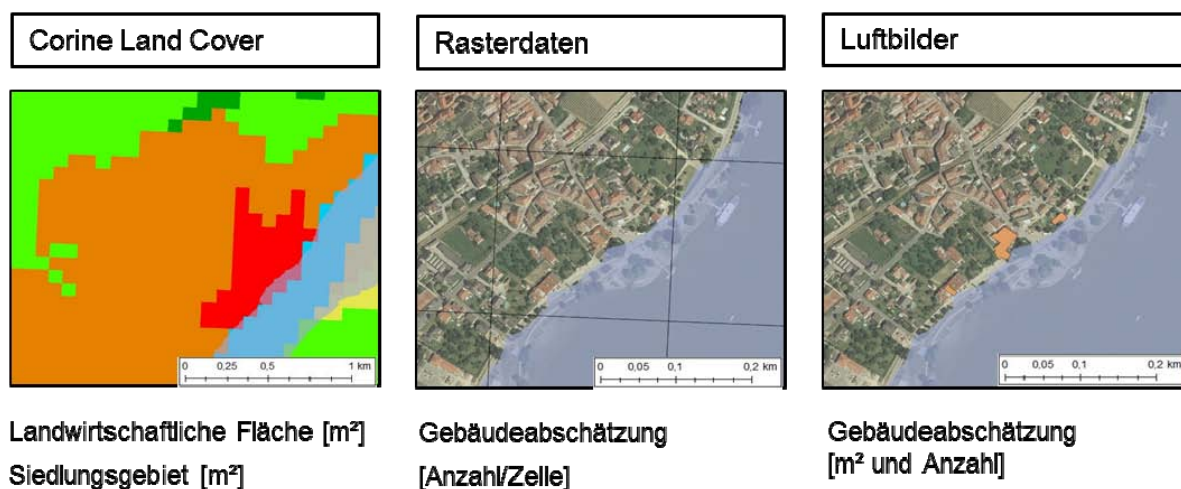 Corine Land Cover
Rasterdaten
Luftbilder
0 0,25 0,5 1 km
0 0,05 0,1 0,2 km
0 0,05 0,1 0,2 km
Landwirtschaftliche Fläche [m²]
Siedlungsgebiet [m²]
Gebäudeabschätzung
[Anzahl/Zelle]
Gebäudeabschätzung
[m² und Anzahl]